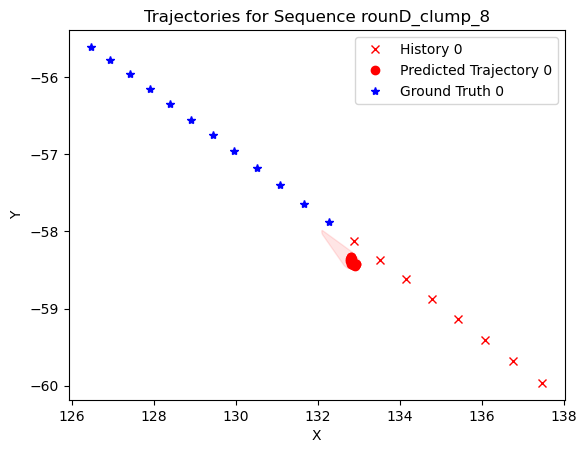 Trajectories for Sequence rounD_clump_8
History 0
Predicted Trajectory 0
Ground Truth 0
Y
−56
−57
−58
−59
−60
126
128
130
132
134
136
138
X